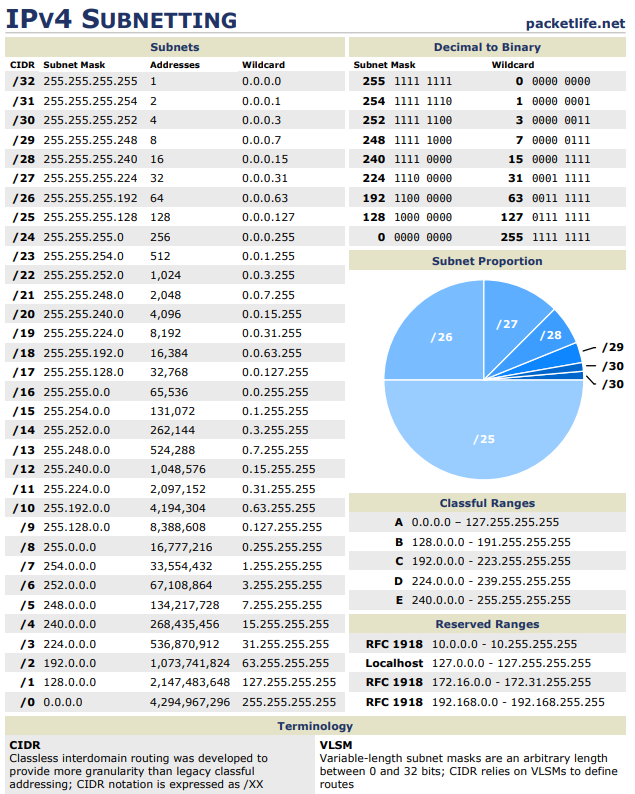 IPv4 SUBNETTING
packetlife.net
Subnets
CIDR Subnet Mask Addresses Wildcard
/32 255.255.255.255 1 0.0.0.0
/31 255.255.255.254 2 0.0.0.1
/30 255.255.255.252 4 0.0.0.3
/29 255.255.255.248 8 0.0.0.7
/28 255.255.255.240 16 0.0.0.15
/27 255.255.255.224 32 0.0.0.31
/26 255.255.255.192 64 0.0.0.63
/25 255.255.255.128 128 0.0.0.127
/24 255.255.255.0 256 0.0.0.255
/23 255.255.254.0 512 0.0.1.255
/22 255.255.252.0 1,024 0.0.3.255
/21 255.255.248.0 2,048 0.0.7.255
/20 255.255.240.0 4,096 0.0.15.255
/19 255.255.224.0 8,192 0.0.31.255
/18 255.255.192.0 16,384 0.0.63.255
/17 255.255.128.0 32,768 0.0.127.255
/16 255.255.0.0 65,536 0.0.255.255
/15 255.254.0.0 131,072 0.1.255.255
/14 255.252.0.0 262,144 0.3.255.255
/13 255.248.0.0 524,288 0.7.255.255
/12 255.240.0.0 1,048,576 0.15.255.255
/11 255.224.0.0 2,097,152 0.31.255.255
/10 255.192.0.0 4,194,304 0.63.255.255
/9 255.128.0.0 8,388,608 0.127.255.255
/8 255.0.0.0 16,777,216 0.255.255.255
/7 254.0.0.0 33,554,432 1.255.255.255
/6 252.0.0.0 67,108,864 3.255.255.255
/5 248.0.0.0 134,217,728 7.255.255.255
/4 240.0.0.0 268,435,456 15.255.255.255
/3 224.0.0.0 536,870,912 31.255.255.255
/2 192.0.0.0 1,073,741,824 63.255.255.255
/1 128.0.0.0 2,147,483,648 127.255.255.255
/0 0.0.0.0 4,294,967,296 255.255.255.255
Decimal to Binary
Subnet Mask Wildcard
255 1111 1111 0 0000 0000
254 1111 1110 1 0000 0001
252 1111 1100 3 0000 0011
248 1111 1000 7 0000 0111
240 1111 0000 15 0000 1111
224 1110 0000 31 0001 1111
192 1100 0000 63 0011 1111
128 1000 0000 127 0111 1111
0 0000 0000 255 1111 1111
Subnet Proportion
/26
/27
/28
/29
/30
/30
/25
Classful Ranges
A 0.0.0.0 – 127.255.255.255
B 128.0.0.0 - 191.255.255.255
C 192.0.0.0 - 223.255.255.255
D 224.0.0.0 - 239.255.255.255
E 240.0.0.0 - 255.255.255.255
Reserved Ranges
RFC 1918 10.0.0.0 - 10.255.255.255
Localhost 127.0.0.0 - 127.255.255.255
RFC 1918 172.16.0.0 - 172.31.255.255
RFC 1918 192.168.0.0 - 192.168.255.255
Terminology
CIDR
Classless interdomain routing was developed to
provide more granularity than legacy classful
addressing; CIDR notation is expressed as /XX
VLSM
Variable-length subnet masks are an arbitrary length
between 0 and 32 bits; CIDR relies on VLSMs to define
routes